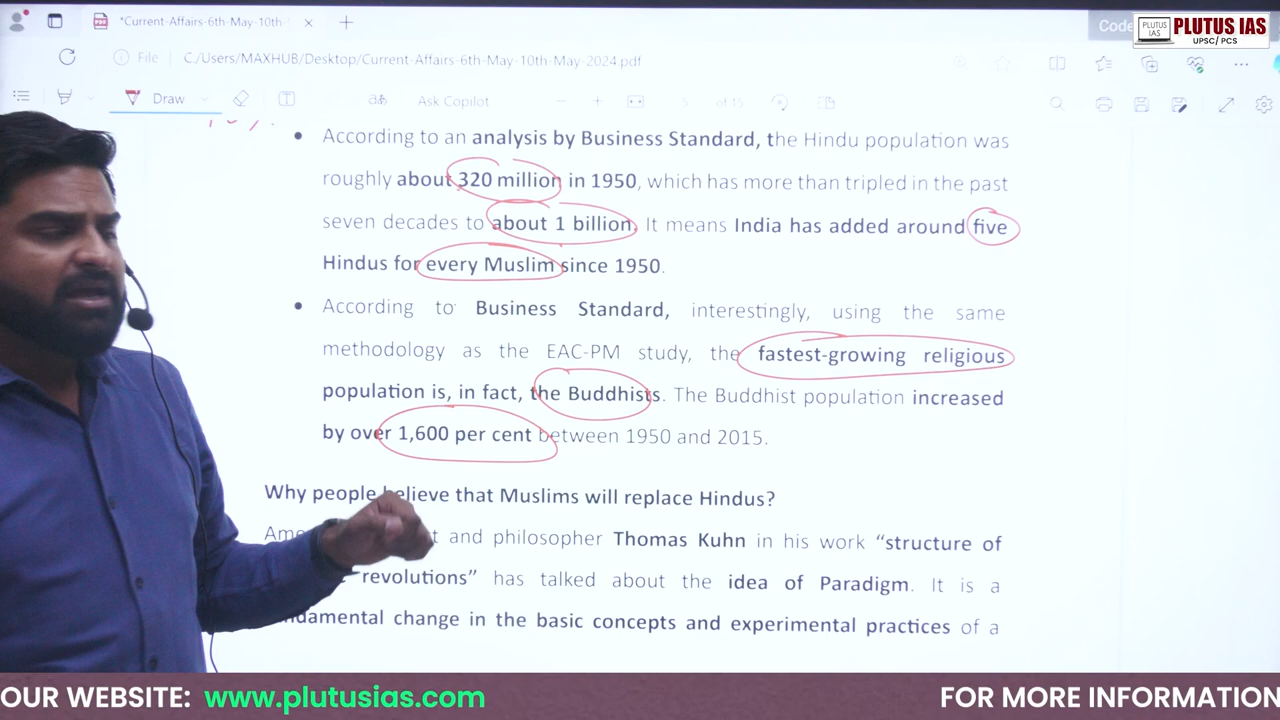 *Current-Affairs-6th-May-10th-
Code
PLUTUS IAS
PLUTUS IAS
UPSC/ PCS
File C:/Users/MAXHUB/Desktop/Current-Affairs-6th-May-10th-May-2024.pdf
Draw
Ask Copilot
5 of 15
• According to an analysis by Business Standard, the Hindu population was
roughly about 320 million in 1950, which has more than tripled in the past
seven decades to about 1 billion. It means India has added around five
Hindus for every Muslim since 1950.
• According to Business Standard, interestingly, using the same
methodology as the EAC-PM study, the fastest-growing religious
population is, in fact, the Buddhists. The Buddhist population increased
by over 1,600 per cent between 1950 and 2015.
Why people believe that Muslims will replace Hindus?
and philosopher Thomas Kuhn in his work “structure of
revolutions” has talked about the idea of Paradigm. It is a
change in the basic concepts and experimental practices of a
OUR WEBSITE: www.plutusias.com FOR MORE INFORMATION